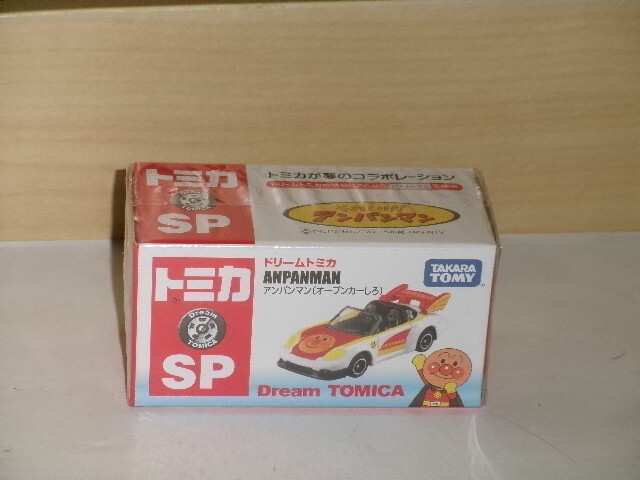 トミカ
SP
トミカが夢のコラボレーション
アンパンマン
トミカ
Dream
TOMICA
SP
ドリームトミカ
ANPANMAN
アンパンマン(オープンカーしろ)
TAKARA
TOMY
Dream TOMICA